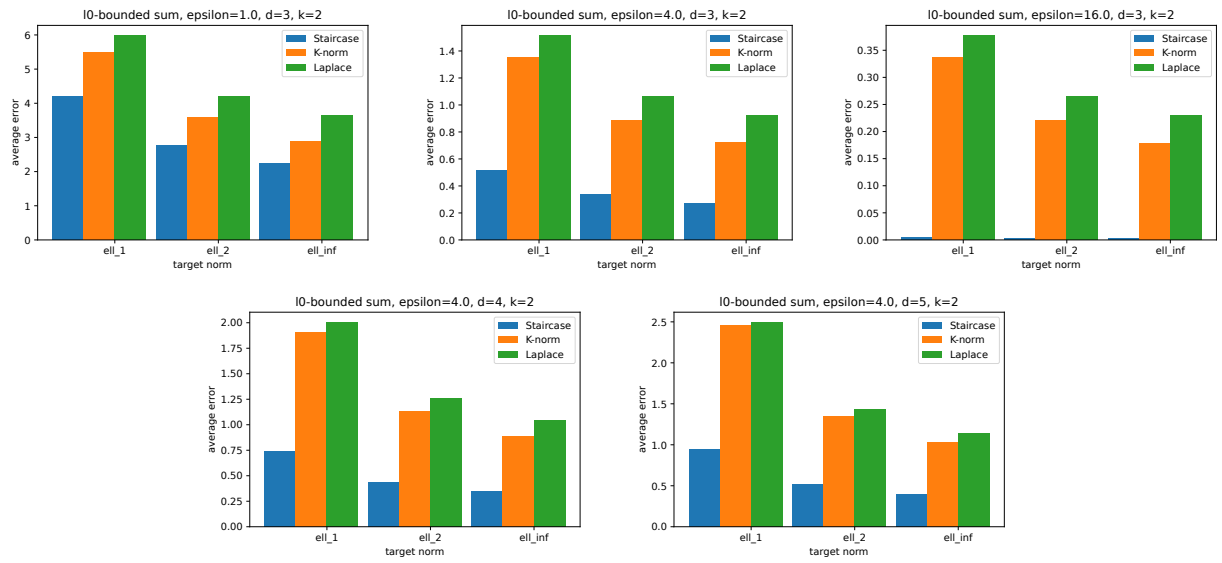 l0-bounded sum, epsilon=1.0, d=3, k=2
6
5
4
3
2
1
0
average error
Staircase
K-norm
Laplace
ell_1
ell_2
ell_inf
target norm
l0-bounded sum, epsilon=4.0, d=3, k=2
1.4
1.2
1.0
0.8
0.6
0.4
0.2
0.0
average error
Staircase
K-norm
Laplace
ell_1
ell_2
ell_inf
target norm
l0-bounded sum, epsilon=16.0, d=3, k=2
0.35
0.30
0.25
0.20
0.15
0.10
0.05
0.00
average error
Staircase
K-norm
Laplace
ell_1
ell_2
ell_inf
target norm
l0-bounded sum, epsilon=4.0, d=4, k=2
2.00
1.75
1.50
1.25
1.00
0.75
0.50
0.25
0.00
average error
Staircase
K-norm
Laplace
ell_1
ell_2
ell_inf
target norm
l0-bounded sum, epsilon=4.0, d=5, k=2
2.5
2.0
1.5
1.0
0.5
0.0
average error
Staircase
K-norm
Laplace
ell_1
ell_2
ell_inf
target norm